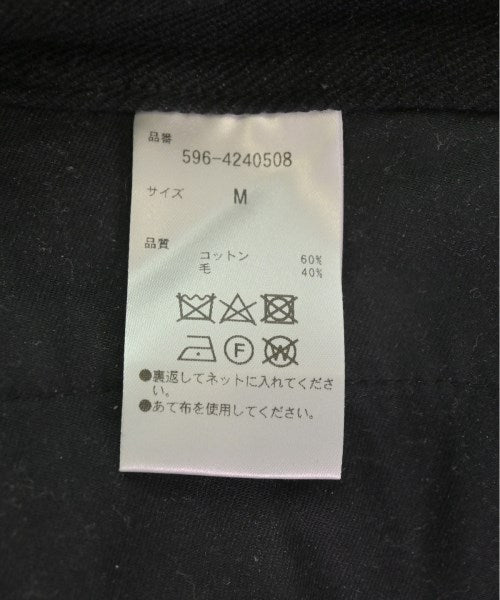 品番
596-4240508
サイズ M
品質
コットン 60%
毛 40%
F W
●裏返してネットに入れてくださ
い。
●あて布を使用してください。